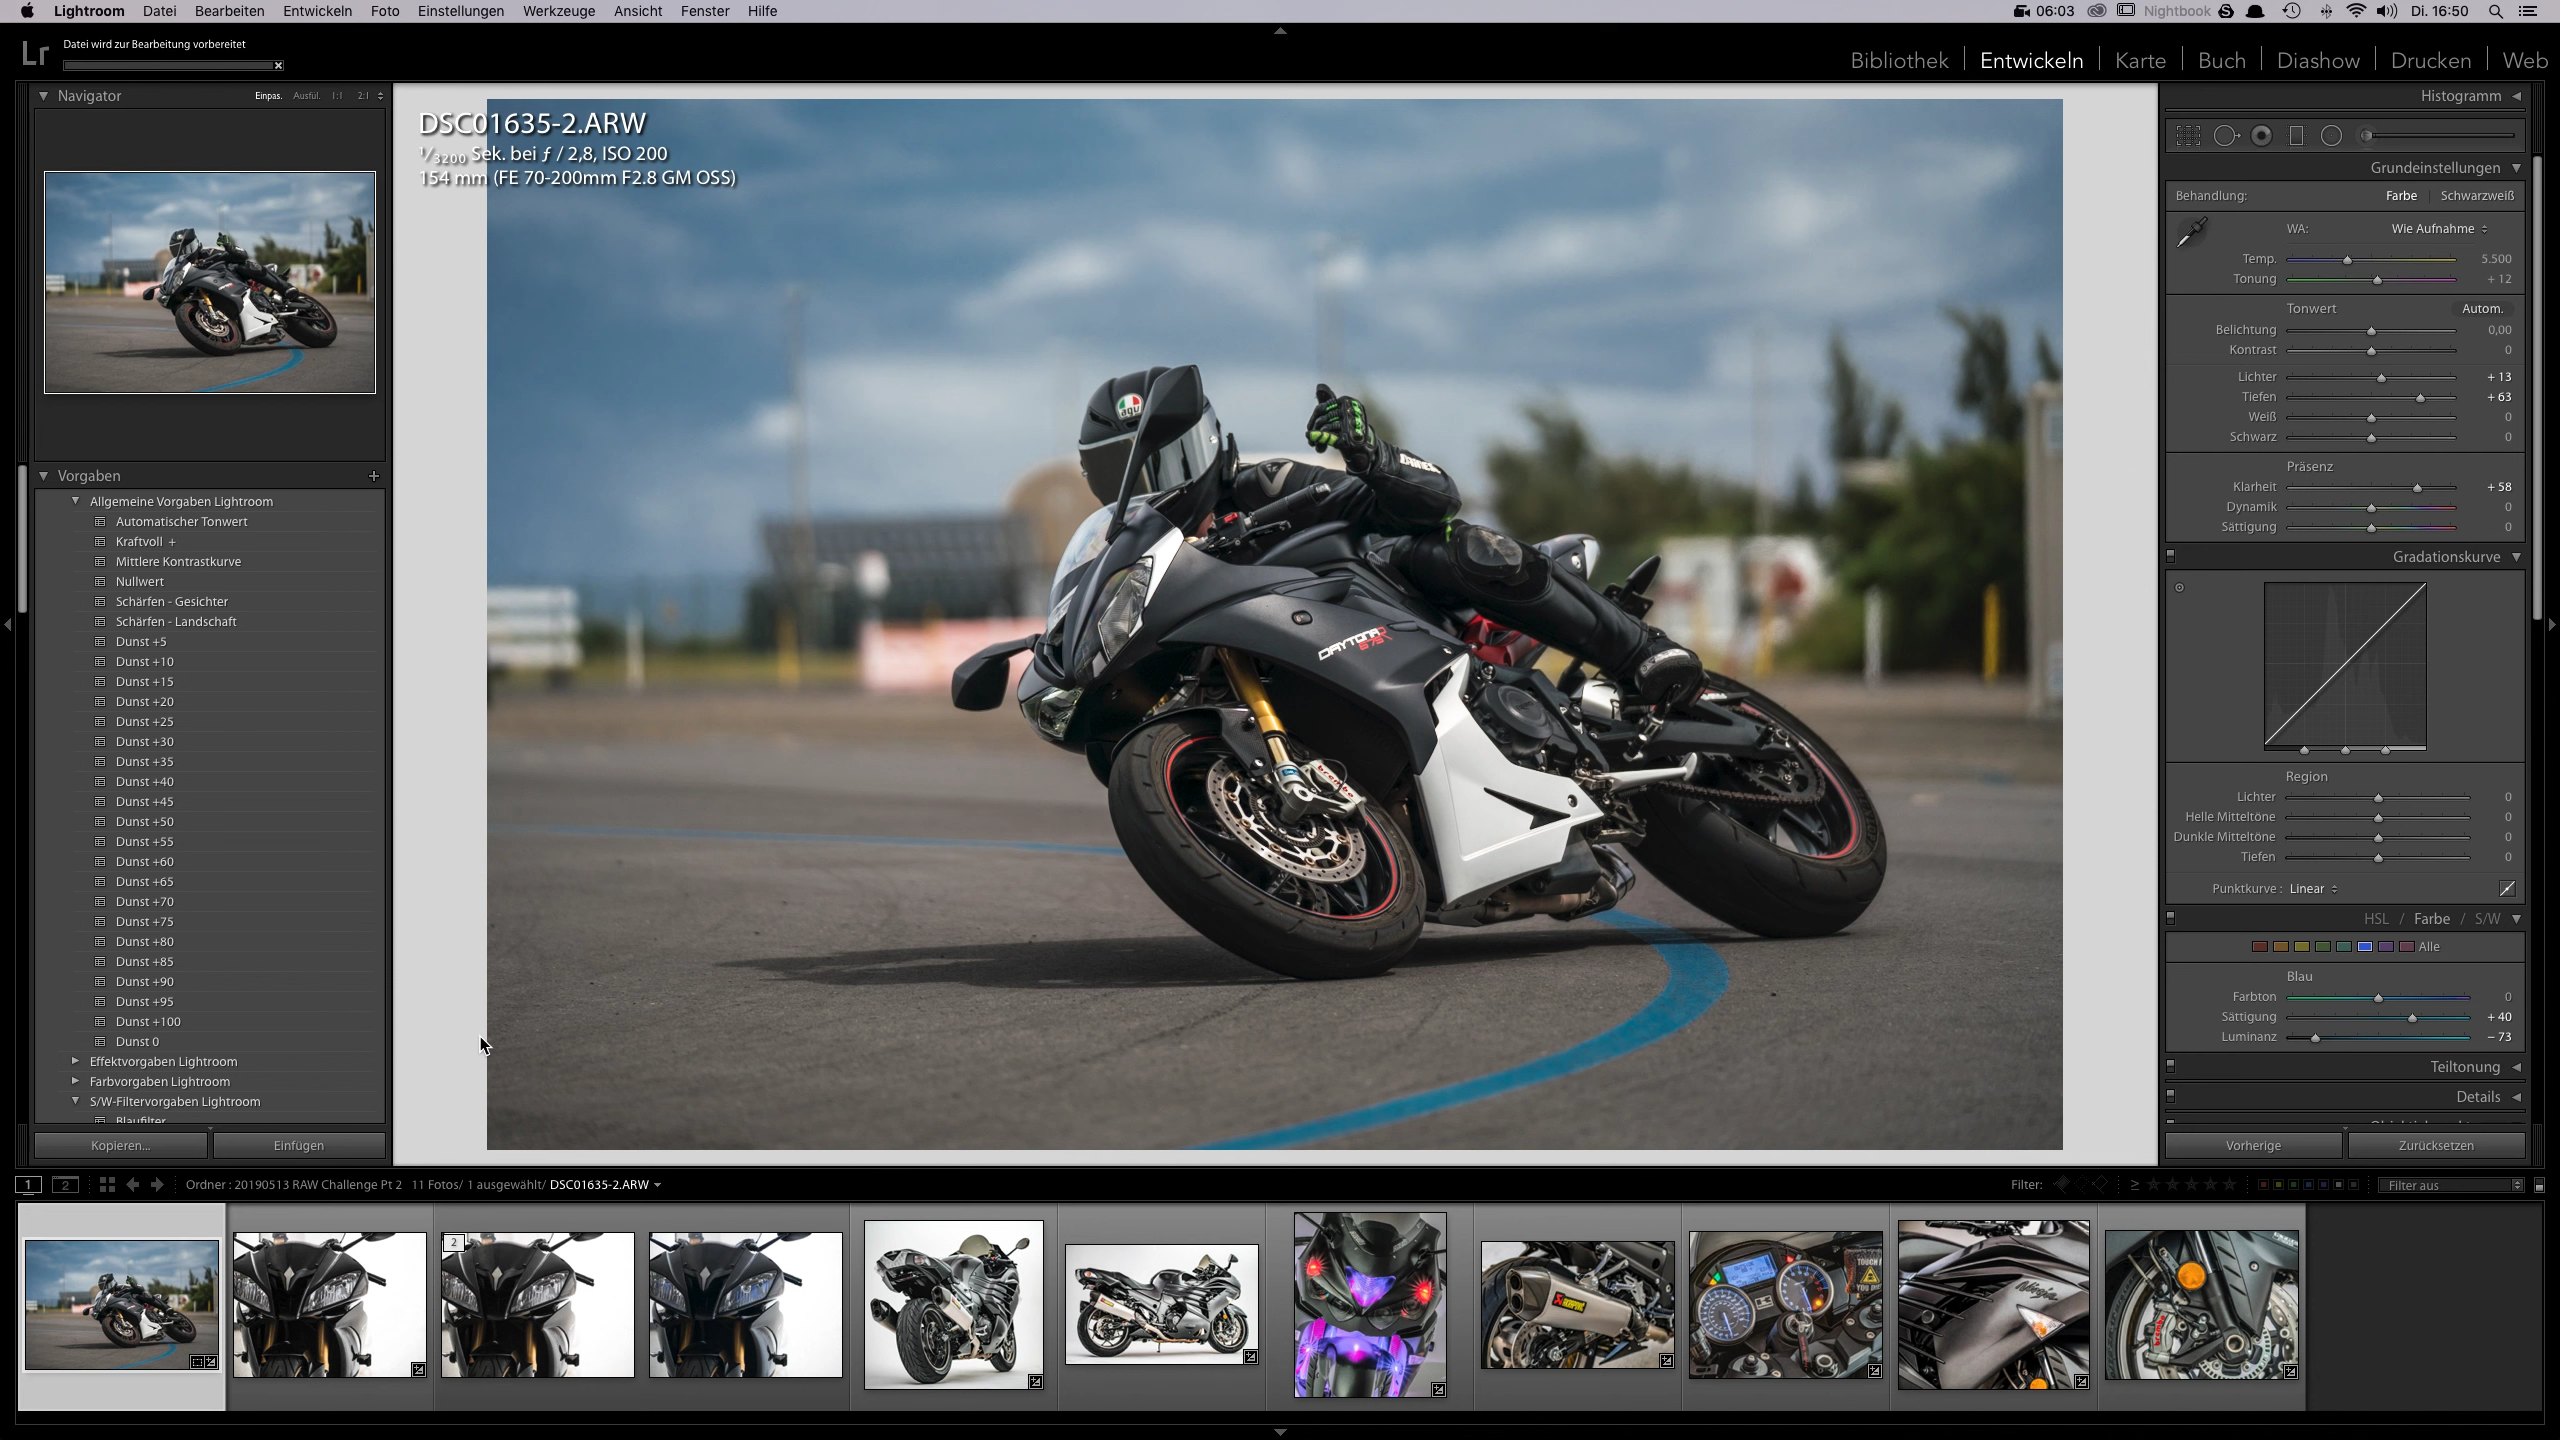 Lightroom Datei Bearbeiten Entwickeln Foto Einstellungen Werkzeuge Ansicht Fenster Hilfe
06:03 Nightbook Di. 16:50
Lr
Datei wird zur Bearbeitung vorbereitet
Bibliothek Entwickeln Karte Buch Diashow Drucken Web
Navigator Einpas. Ausfül. 1:1 2:1
Vorgaben +
Allgemeine Vorgaben Lightroom
Automatischer Tonwert
Kraftvoll +
Mittlere Kontrastkurve
Nullwert
Schärfen - Gesichter
Schärfen - Landschaft
Dunst +5
Dunst +10
Dunst +15
Dunst +20
Dunst +25
Dunst +30
Dunst +35
Dunst +40
Dunst +45
Dunst +50
Dunst +55
Dunst +60
Dunst +65
Dunst +70
Dunst +75
Dunst +80
Dunst +85
Dunst +90
Dunst +95
Dunst +100
Dunst 0
Effektvorgaben Lightroom
Farbvorgaben Lightroom
S/W-Filtervorgaben Lightroom
Blaufilter
Kopieren... Einfügen
DSC01635-2.ARW
1/3200 Sek. bei ƒ / 2,8, ISO 200
154 mm (FE 70-200mm F2.8 GM OSS)
agv
DAYTONA R
675
brembo
Histogramm
Grundeinstellungen
Behandlung: Farbe Schwarzweiß
WA: Wie Aufnahme
Temp. 5.500
Tonung + 12
Tonwert Autom.
Belichtung 0,00
Kontrast 0
Lichter + 13
Tiefen + 63
Weiß 0
Schwarz 0
Präsenz
Klarheit + 58
Dynamik 0
Sättigung 0
Gradationskurve
Region
Lichter 0
Helle Mitteltöne 0
Dunkle Mitteltöne 0
Tiefen 0
Punktkurve : Linear
HSL / Farbe / S/W
Alle
Blau
Farbton 0
Sättigung + 40
Luminanz − 73
Teiltonung
Details
Vorherige Zurücksetzen
1 2 Ordner : 20190513 RAW Challenge Pt 2 11 Fotos/ 1 ausgewählt/ DSC01635-2.ARW
Filter: ≥ Filter aus
2
Ninja